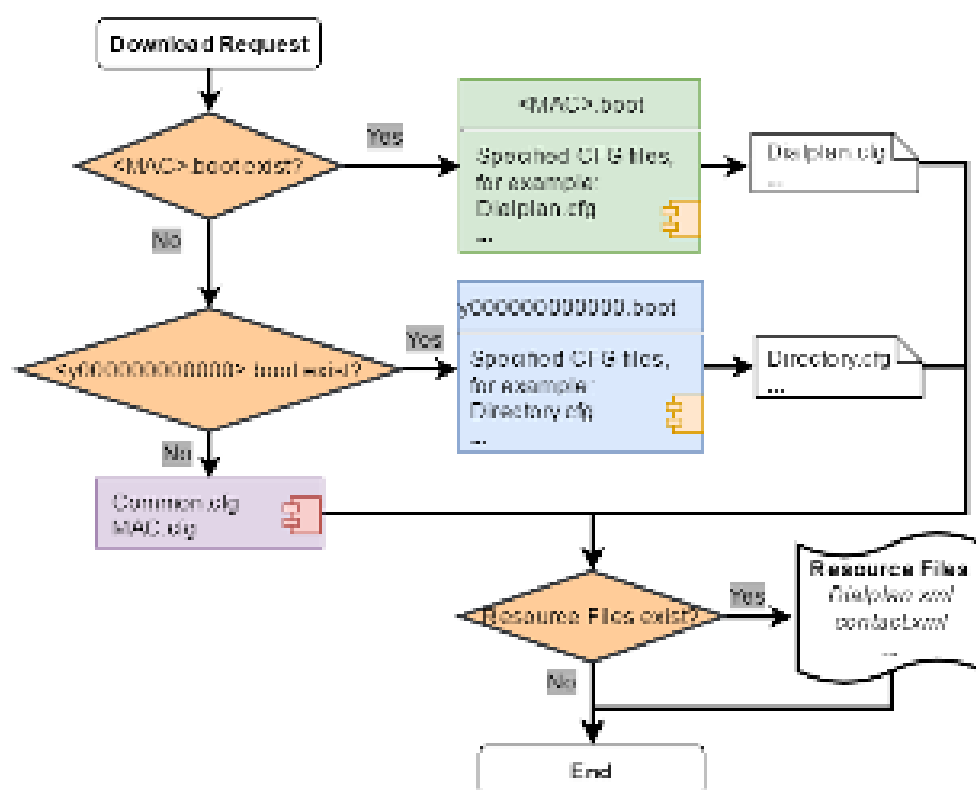 Download Request
<MAC>.boot exist?
Yes
<MAC>.boot
Specified CFG files,
for example:
Dialplan.cfg
...
Dialplan.cfg
...
No
<y000000000000>.boot exist?
Yes
y000000000000.boot
Specified CFG files,
for example:
Directory.cfg
...
Directory.cfg
...
No
Common.cfg
MAC.cfg
Resource Files exist?
Yes
Resource Files
Dialplan.xml
contact.xml
...
No
End